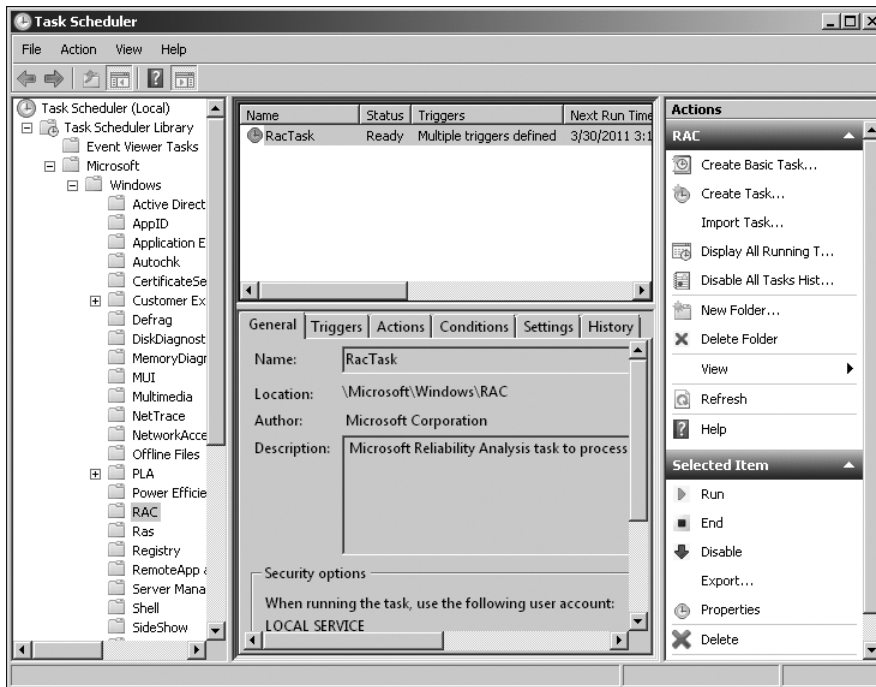 Task Scheduler
File Action View Help
Task Scheduler (Local)
Task Scheduler Library
Event Viewer Tasks
Microsoft
Windows
Active Direct
AppID
Application E
Autochk
CertificateSe
Customer Ex
Defrag
DiskDiagnost
MemoryDiagr
MUI
Multimedia
NetTrace
NetworkAcce
Offline Files
PLA
Power Efficie
RAC
Ras
Registry
RemoteApp
Server Mana
Shell
SideShow
Name Status Triggers Next Run Time
RacTask Ready Multiple triggers defined 3/30/2011 3:1
General Triggers Actions Conditions Settings History
Name: RacTask
Location: \Microsoft\Windows\RAC
Author: Microsoft Corporation
Description: Microsoft Reliability Analysis task to process
Security options
When running the task, use the following user account:
LOCAL SERVICE
Actions
RAC
Create Basic Task...
Create Task...
Import Task...
Display All Running T...
Disable All Tasks Hist...
New Folder...
Delete Folder
View
Refresh
Help
Selected Item
Run
End
Disable
Export...
Properties
Delete